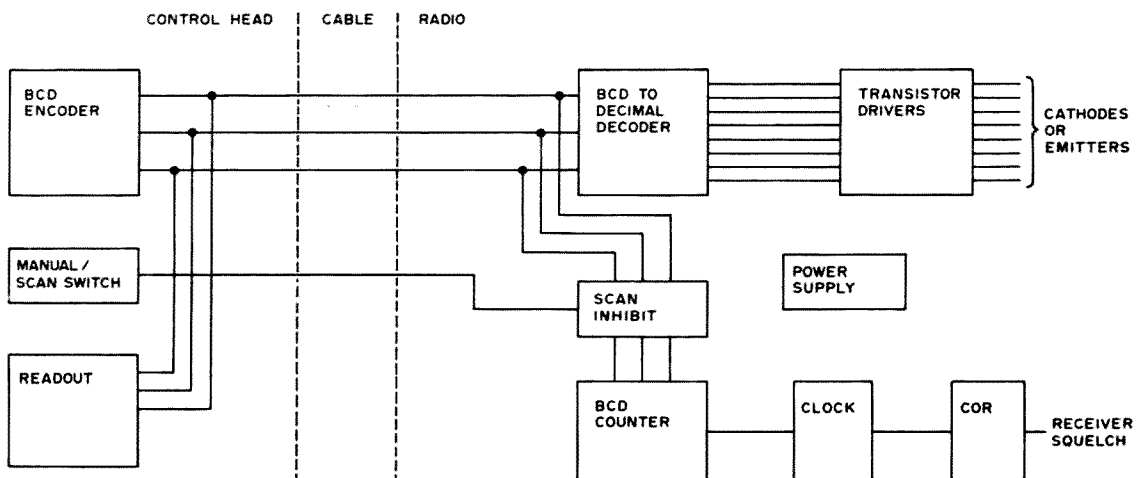 CONTROL HEAD
CABLE
RADIO
BCD
ENCODER
BCD TO
DECIMAL
DECODER
TRANSISTOR
DRIVERS
CATHODES
OR
EMITTERS
MANUAL /
SCAN SWITCH
SCAN
INHIBIT
POWER
SUPPLY
READOUT
BCD
COUNTER
CLOCK
COR
RECEIVER
SQUELCH